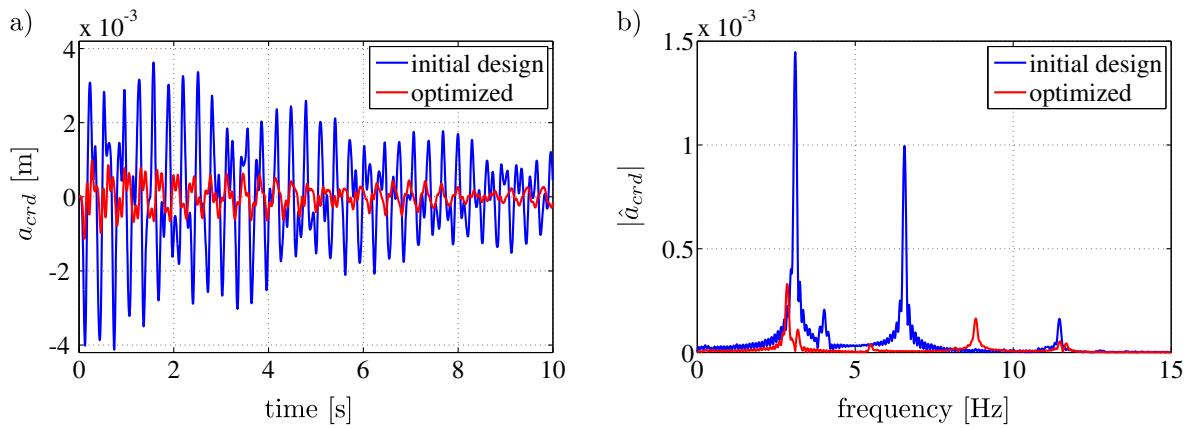 a)
x 10⁻³
4
2
0
-2
-4
0 2 4 6 8 10
a_crd [m]
time [s]
initial design
optimized
b)
x 10⁻³
1.5
1
0.5
0
0 5 10 15
|â_crd|
frequency [Hz]
initial design
optimized